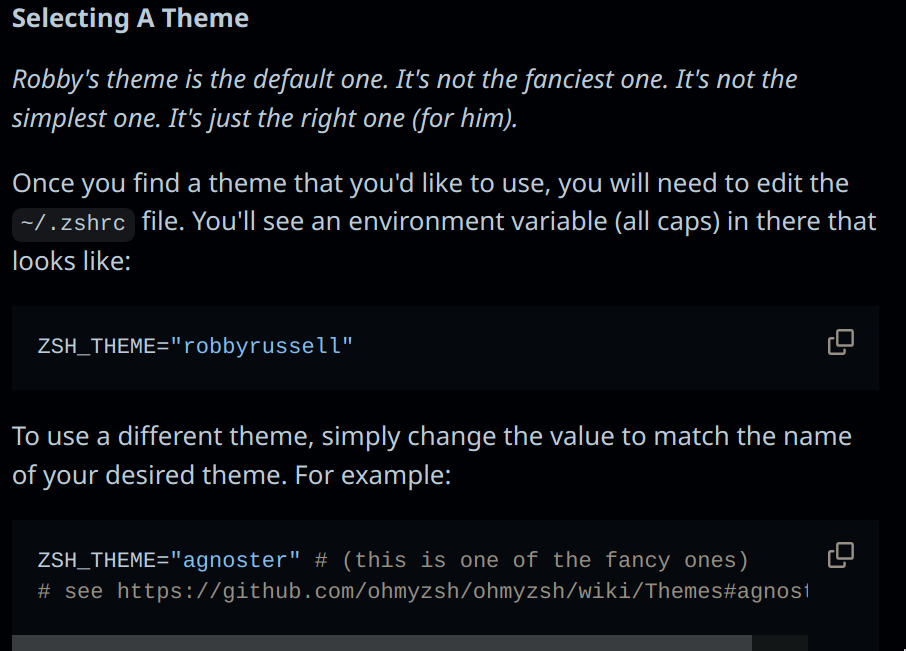 Selecting A Theme
Robby's theme is the default one. It's not the fanciest one. It's not the
simplest one. It's just the right one (for him).
Once you find a theme that you'd like to use, you will need to edit the
~/.zshrc file. You'll see an environment variable (all caps) in there that
looks like:
ZSH_THEME="robbyrussell"
To use a different theme, simply change the value to match the name
of your desired theme. For example:
ZSH_THEME="agnoster" # (this is one of the fancy ones)
# see https://github.com/ohmyzsh/ohmyzsh/wiki/Themes#agnost